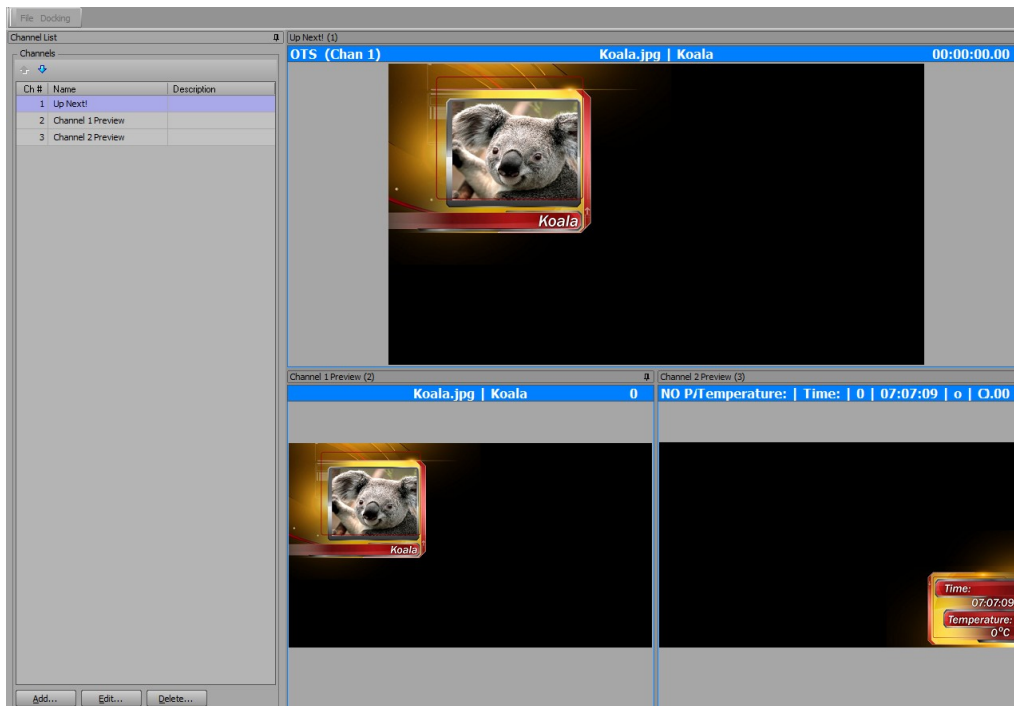 File Docking
Channel List
Channels
Ch # Name Description
1 Up Next!
2 Channel 1 Preview
3 Channel 2 Preview
Add... Edit... Delete...
Up Next! (1)
OTS (Chan 1) Koala.jpg | Koala 00:00:00.00
Koala
Channel 1 Preview (2)
Koala.jpg | Koala 0
Koala
Channel 2 Preview (3)
NO P/Temperature: | Time: | 0 | 07:07:09 | o | .00
Time:
07:07:09
Temperature:
0°C